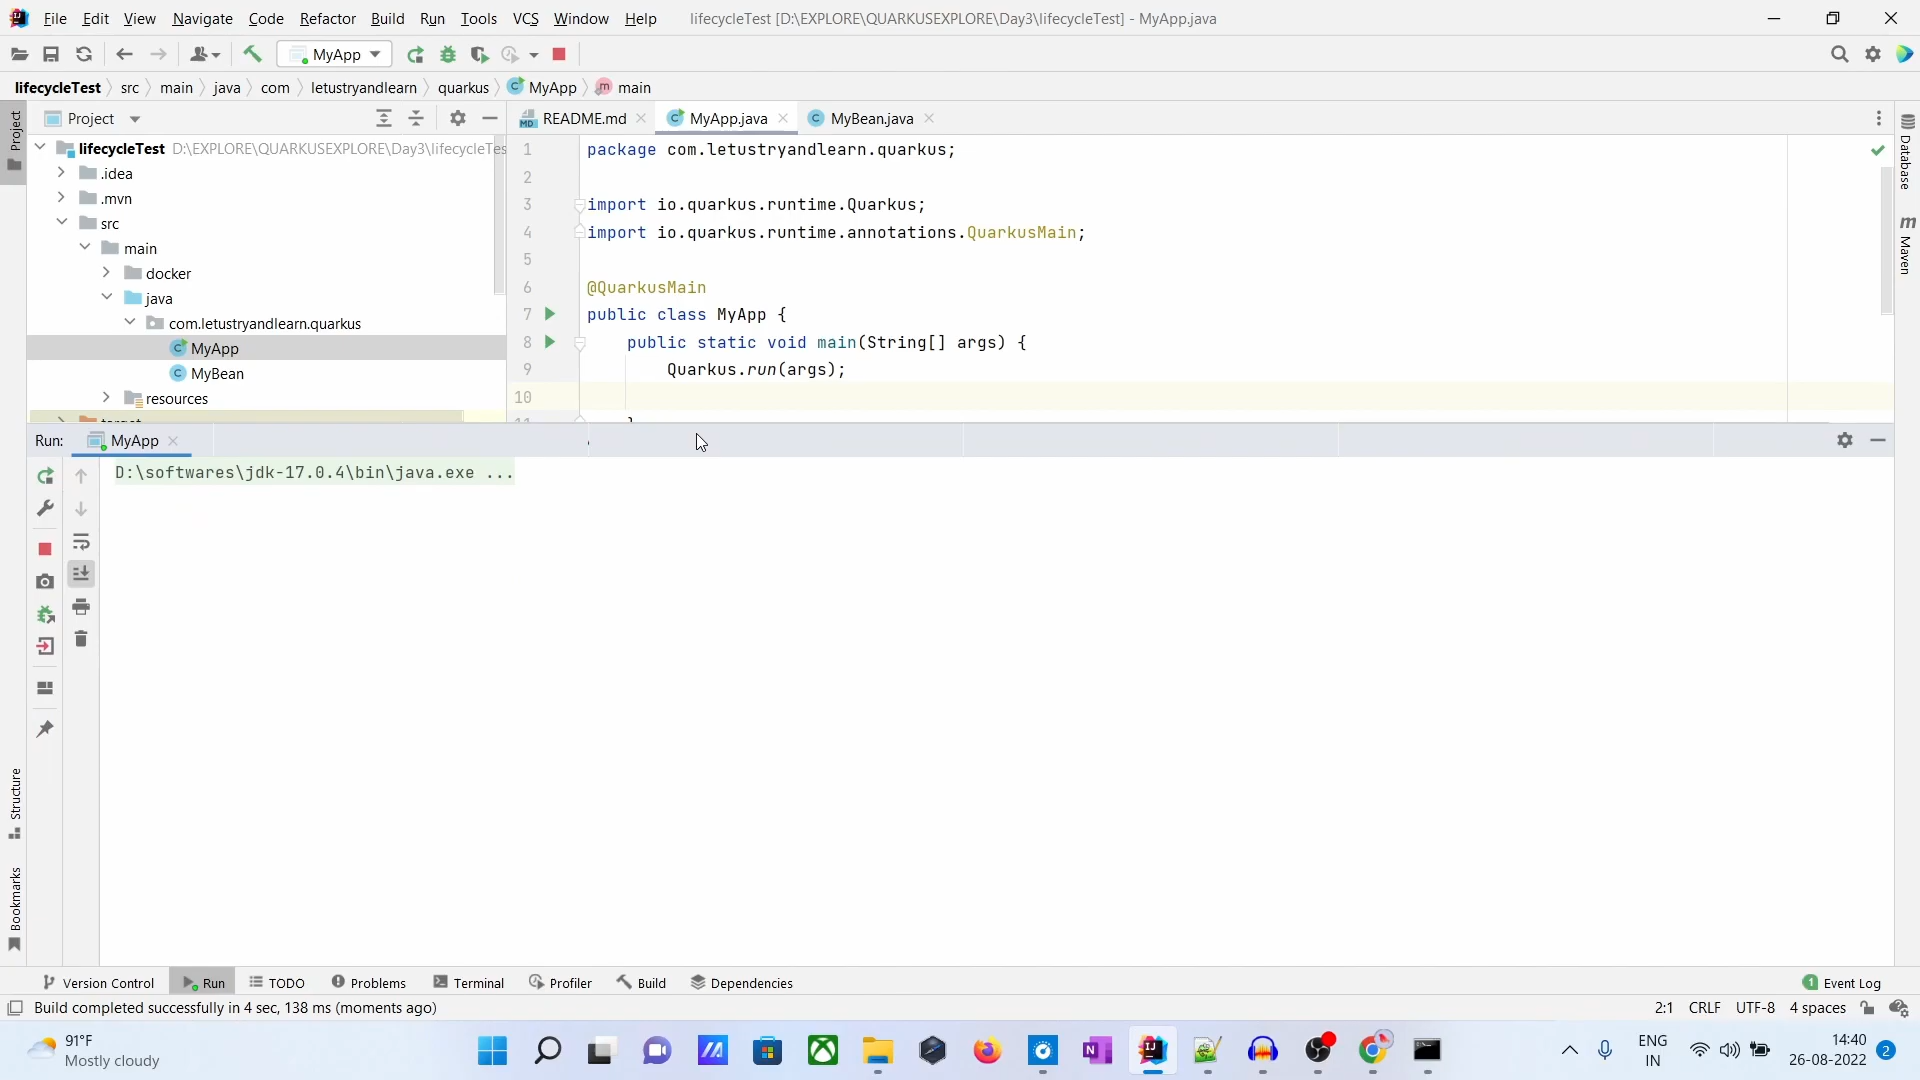 File Edit View Navigate Code Refactor Build Run Tools VCS Window Help lifecycleTest [D:\EXPLORE\QUARKUSEXPLORE\Day3\lifecycleTest] - MyApp.java
MyApp
lifecycleTest src main java com letustryandlearn quarkus MyApp main
Project README.md MyApp.java MyBean.java
Project
lifecycleTest D:\EXPLORE\QUARKUSEXPLORE\Day3\lifecycleTes
.idea
.mvn
src
main
docker
java
com.letustryandlearn.quarkus
MyApp
MyBean
resources
1 package com.letustryandlearn.quarkus;
2
3 import io.quarkus.runtime.Quarkus;
4 import io.quarkus.runtime.annotations.QuarkusMain;
5
6 @QuarkusMain
7 public class MyApp {
8 public static void main(String[] args) {
9 Quarkus.run(args);
10
Database
Maven
Run: MyApp
D:\softwares\jdk-17.0.4\bin\java.exe ...
Structure
Bookmarks
Version Control Run TODO Problems Terminal Profiler Build Dependencies 1 Event Log
Build completed successfully in 4 sec, 138 ms (moments ago) 2:1 CRLF UTF-8 4 spaces
91°F
Mostly cloudy
ENG
IN
14:40
26-08-2022
2